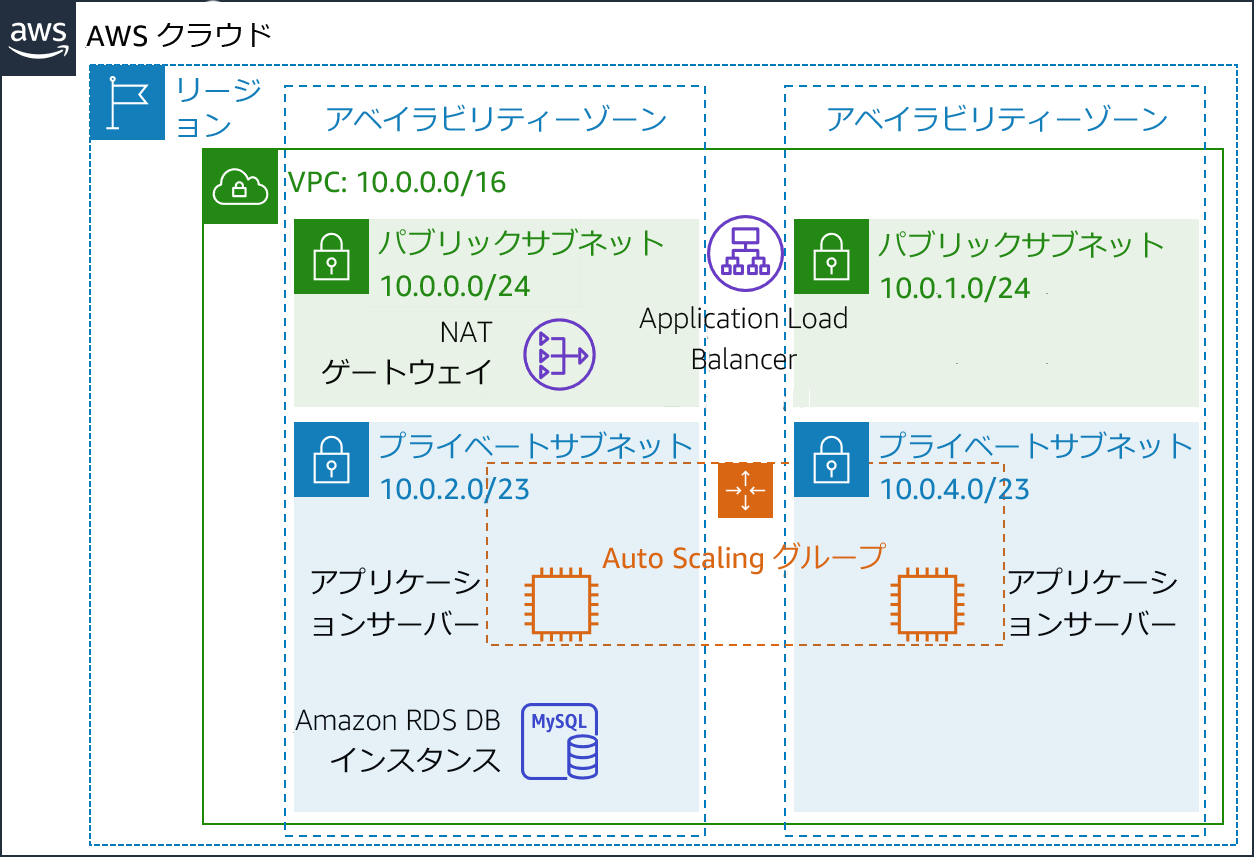 aws
AWS クラウド
リージ
ョン
アベイラビリティーゾーン
アベイラビリティーゾーン
VPC: 10.0.0.0/16
パブリックサブネット
10.0.0.0/24
パブリックサブネット
10.0.1.0/24
NAT
ゲートウェイ
Application Load
Balancer
プライベートサブネット
10.0.2.0/23
プライベートサブネット
10.0.4.0/23
Auto Scaling グループ
アプリケーシ
ョンサーバー
アプリケーシ
ョンサーバー
Amazon RDS DB
インスタンス
MySQL